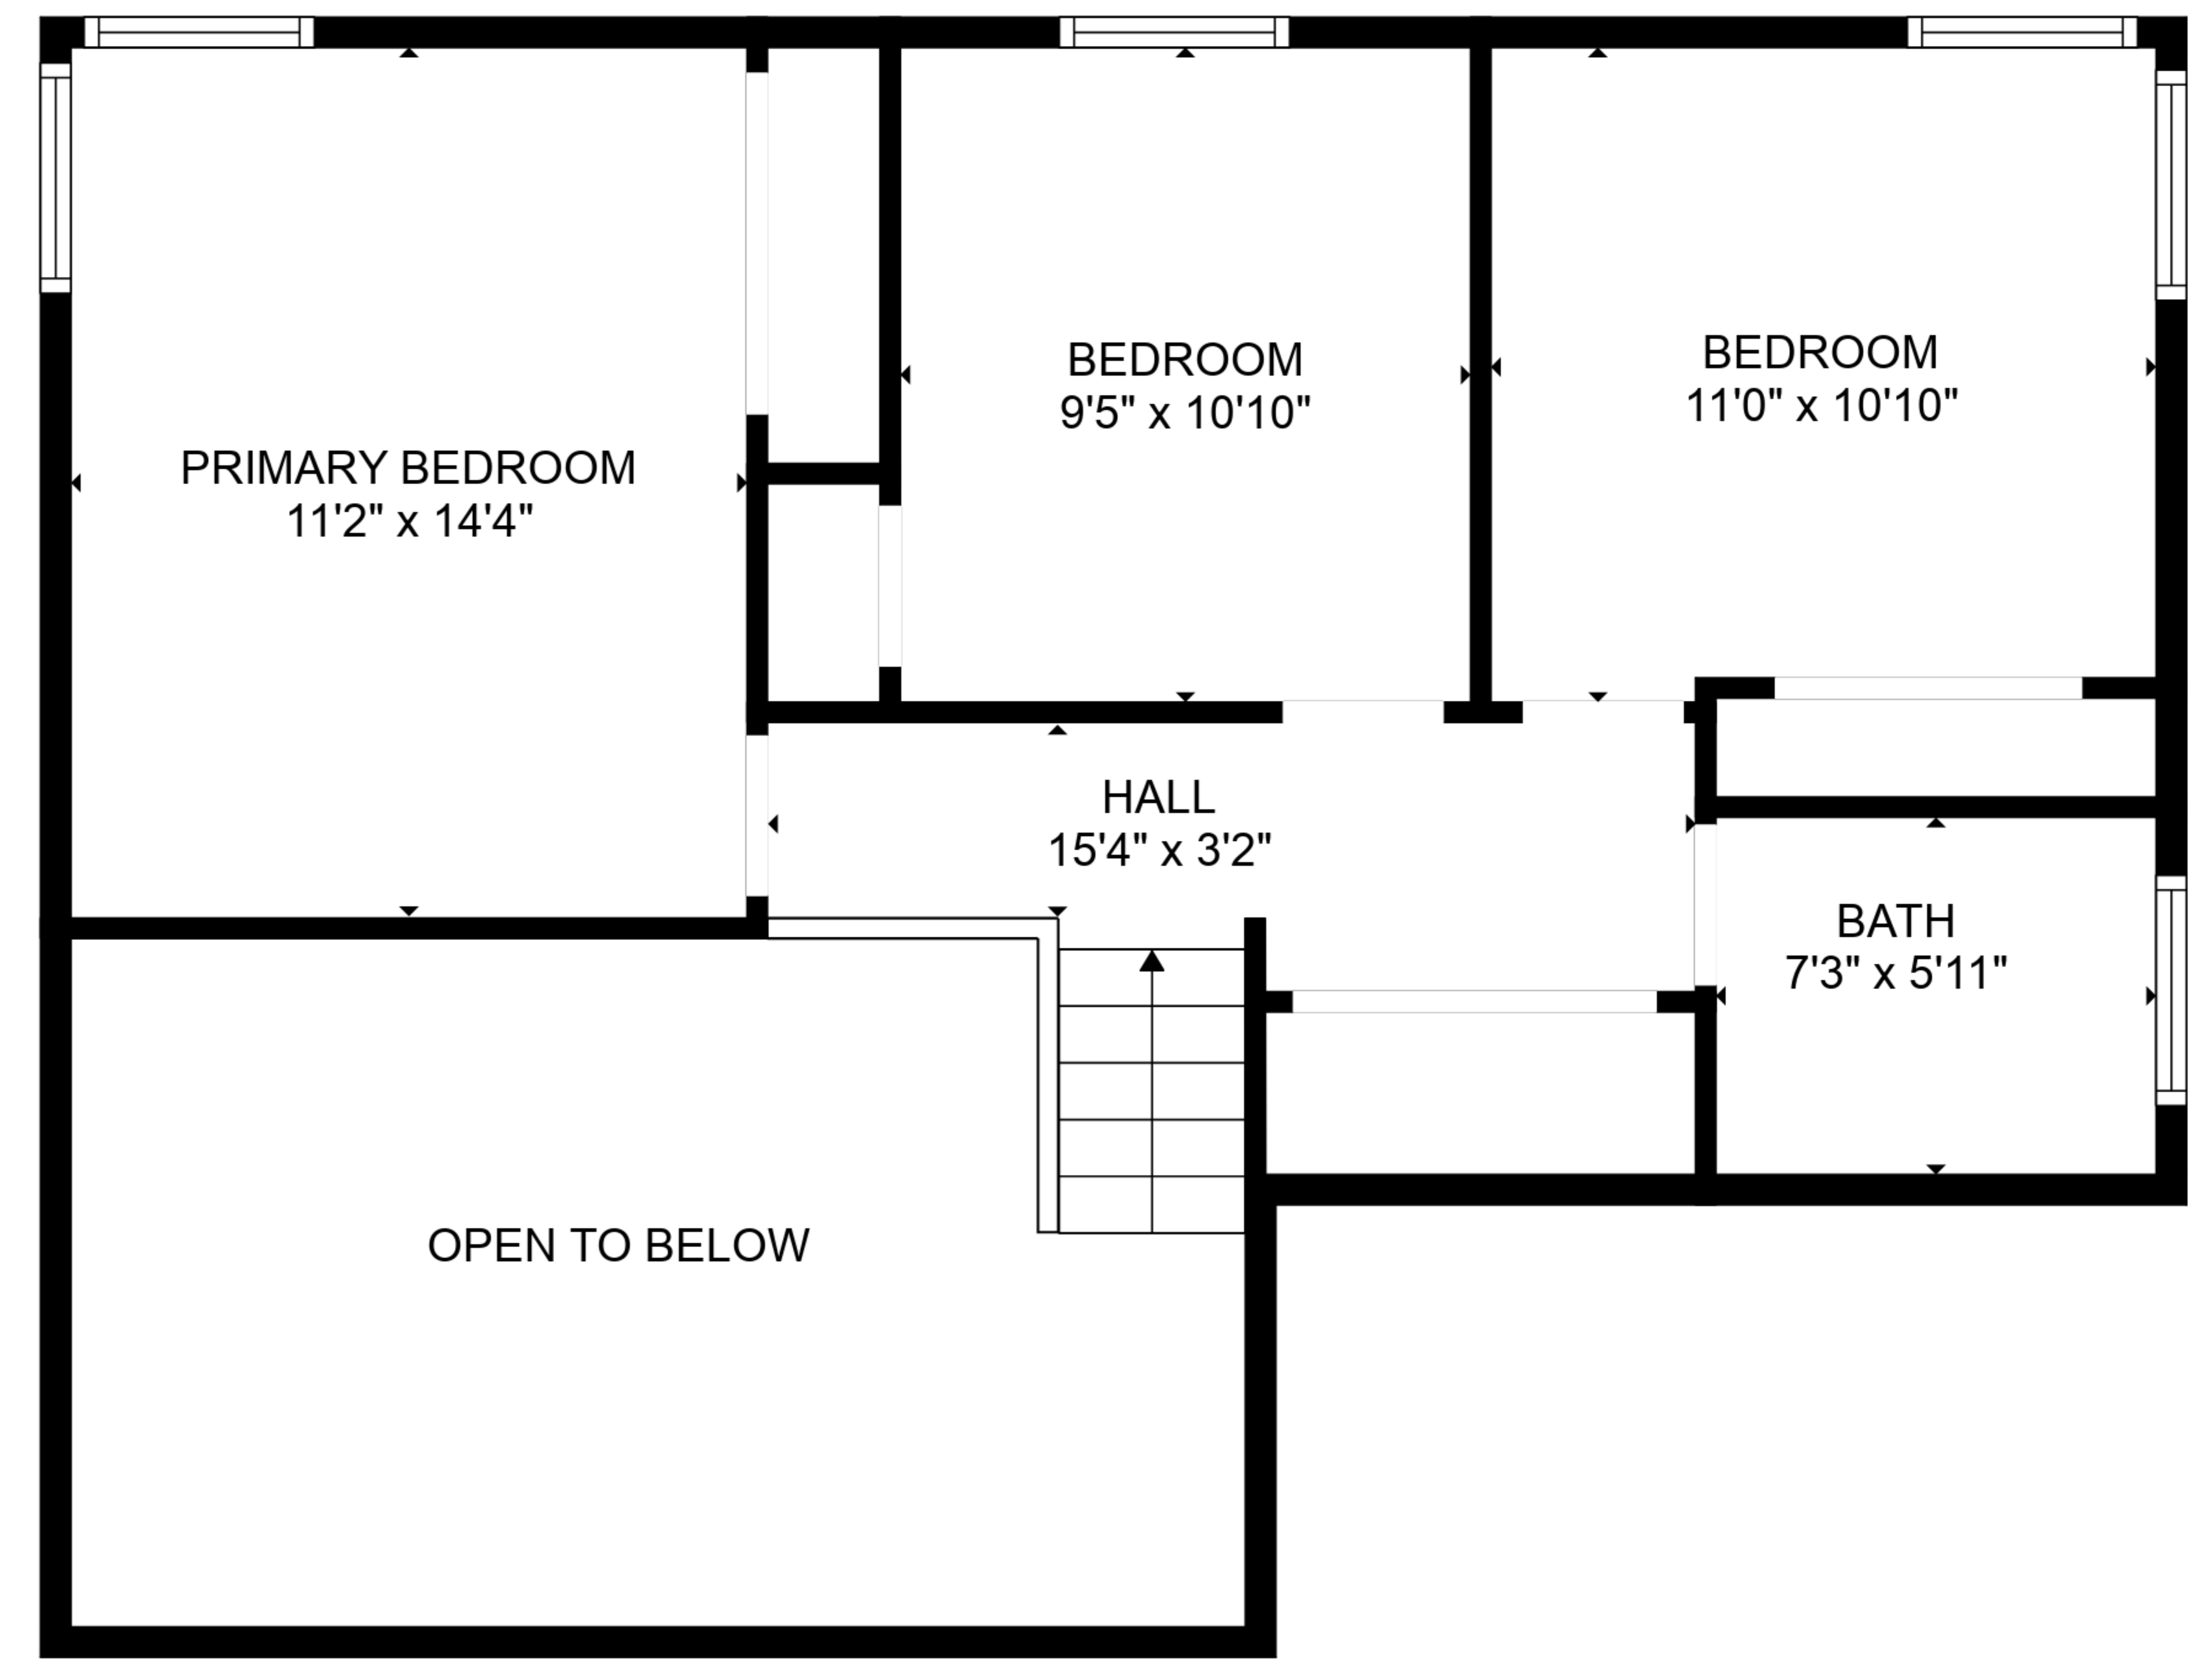 PRIMARY BEDROOM
11'2" x 14'4"
BEDROOM
9'5" x 10'10"
BEDROOM
11'0" x 10'10"
HALL
15'4" x 3'2"
BATH
7'3" x 5'11"
OPEN TO BELOW